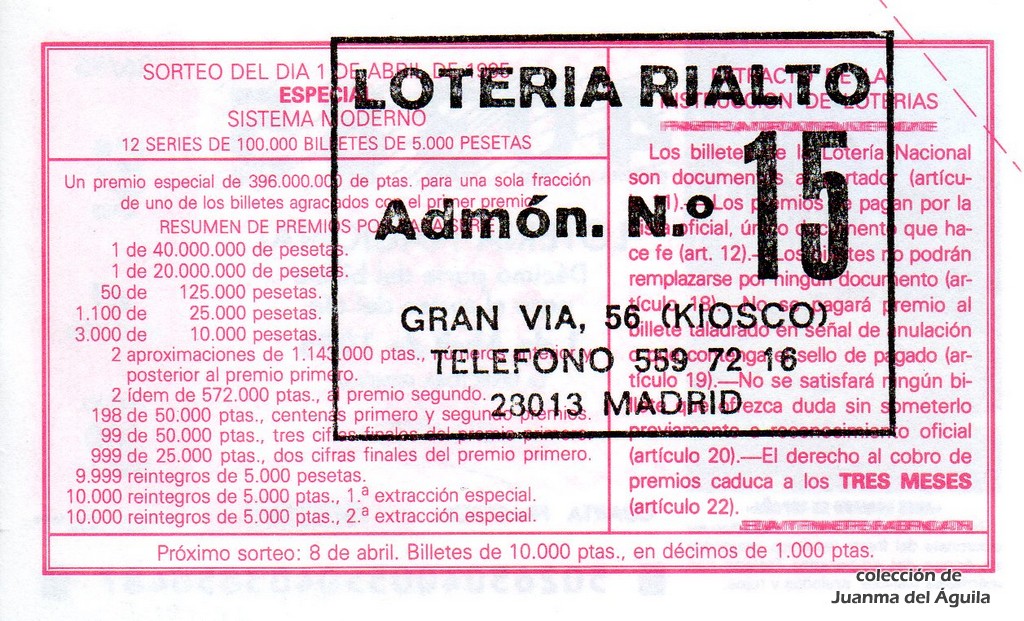 SORTEO DEL DIA 1 DE ABRIL DE 1995
ESPECIAL
SISTEMA MODERNO
12 SERIES DE 100.000 BILLETES DE 5.000 PESETAS
Un premio especial de 396.000.000 de ptas. para una sola fracción
de uno de los billetes agraciados con el primer premio.
RESUMEN DE PREMIOS POR CADA SERIE
1 de 40.000.000 de pesetas.
1 de 20.000.000 de pesetas.
50 de 125.000 pesetas.
1.100 de 25.000 pesetas.
3.000 de 10.000 pesetas.
2 aproximaciones de 1.143.000 ptas., números anterior y
posterior al premio primero.
2 ídem de 572.000 ptas., al premio segundo.
198 de 50.000 ptas., centenas primero y segundo premios.
99 de 50.000 ptas., tres cifras finales del premio primero.
999 de 25.000 ptas., dos cifras finales del premio primero.
9.999 reintegros de 5.000 pesetas.
10.000 reintegros de 5.000 ptas., 1.ª extracción especial.
10.000 reintegros de 5.000 ptas., 2.ª extracción especial.
EXTRACTO DE LA
INSTRUCCIÓN DE LOTERIAS
Los billetes de la Lotería Nacional
son documentos al portador (artícu-
lo 1).—Los premios se pagan por la
lista oficial, único documento que ha-
ce fe (art. 12).—Los billetes no podrán
remplazarse por ningún documento (ar-
tículo 18).—No se pagará premio al
billete taladrado en señal de anulación
o que contenga el sello de pagado (ar-
tículo 19).—No se satisfará ningún bi-
llete que ofrezca duda sin someterlo
previamente a reconocimiento oficial
(artículo 20).—El derecho al cobro de
premios caduca a los TRES MESES
(artículo 22).
Próximo sorteo: 8 de abril. Billetes de 10.000 ptas., en décimos de 1.000 ptas.
LOTERIA RIALTO
Admón. N.º 15
GRAN VIA, 56 (KIOSCO)
TELEFONO 559 72 16
28013 MADRID
colección de
Juanma del Águila